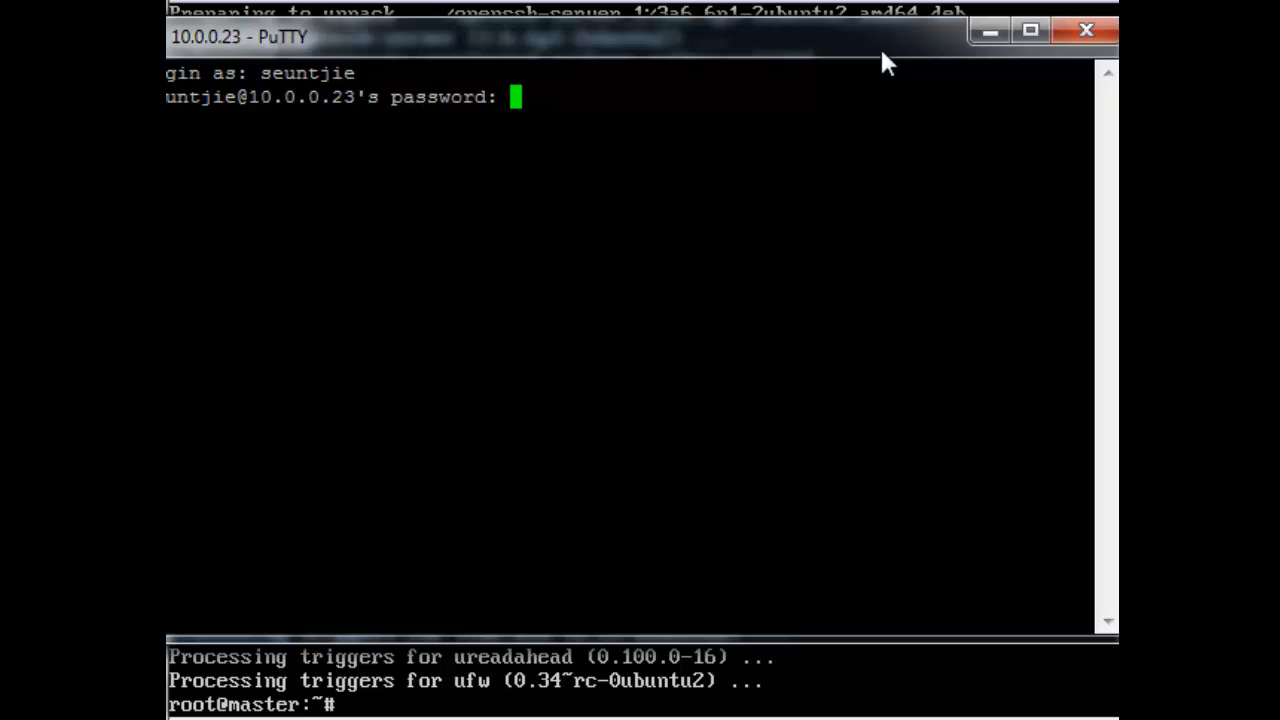 Preparing to unpack .../openssh-server_1%3a6.6p1-2ubuntu2_amd64.deb
10.0.0.23 - PuTTY
gin as: seuntjie
untjie@10.0.0.23's password:
Processing triggers for ureadahead (0.100.0-16) ...
Processing triggers for ufw (0.34~rc-0ubuntu2) ...
root@master:~#